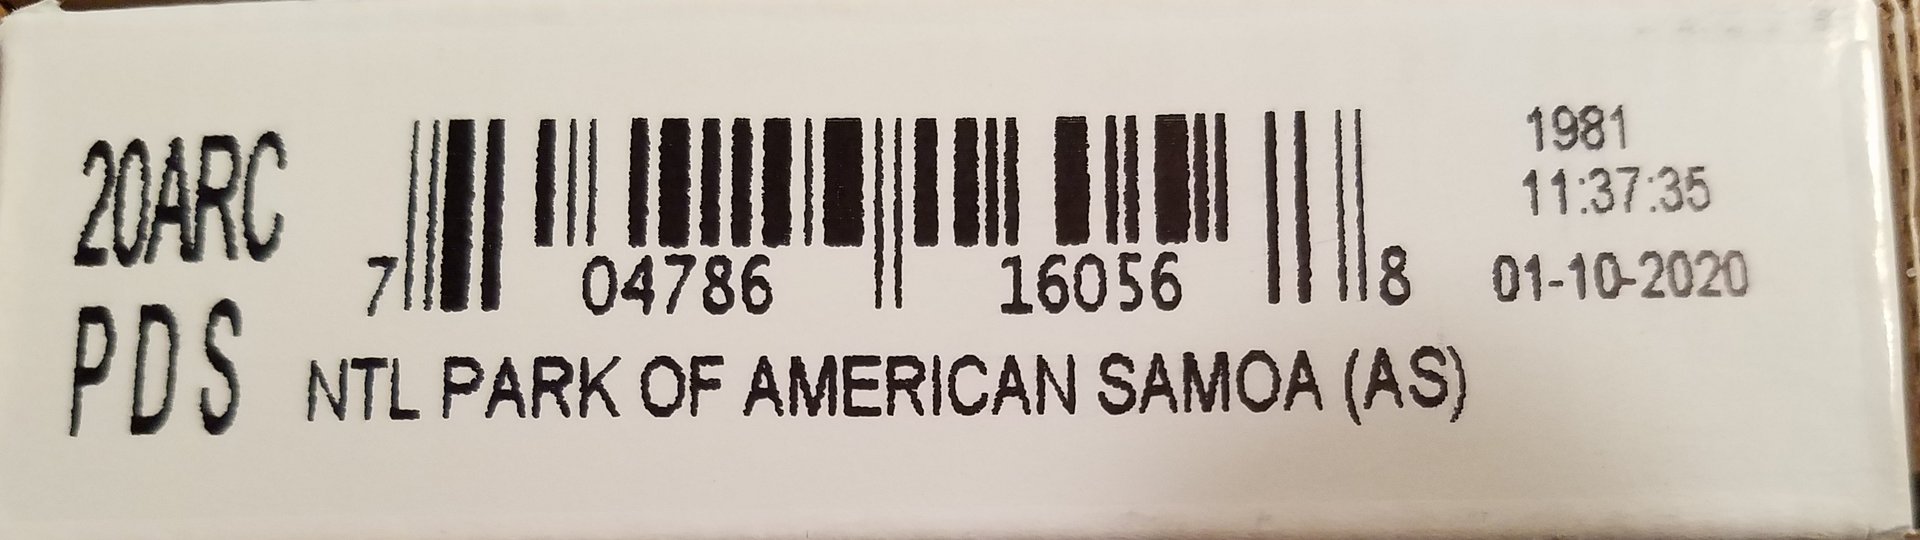 20ARC
PDS
7 04786 16056 8
NTL PARK OF AMERICAN SAMOA (AS)
1981
11:37:35
01-10-2020